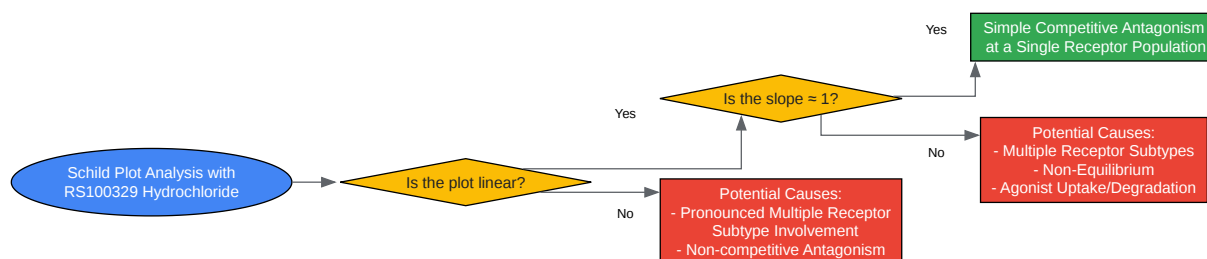 Schild Plot Analysis with
RS100329 Hydrochloride
Is the plot linear?
Yes
Is the slope ≈ 1?
Yes
Simple Competitive Antagonism
at a Single Receptor Population
No
Potential Causes:
- Multiple Receptor Subtypes
- Non-Equilibrium
- Agonist Uptake/Degradation
No
Potential Causes:
- Pronounced Multiple Receptor
Subtype Involvement
- Non-competitive Antagonism